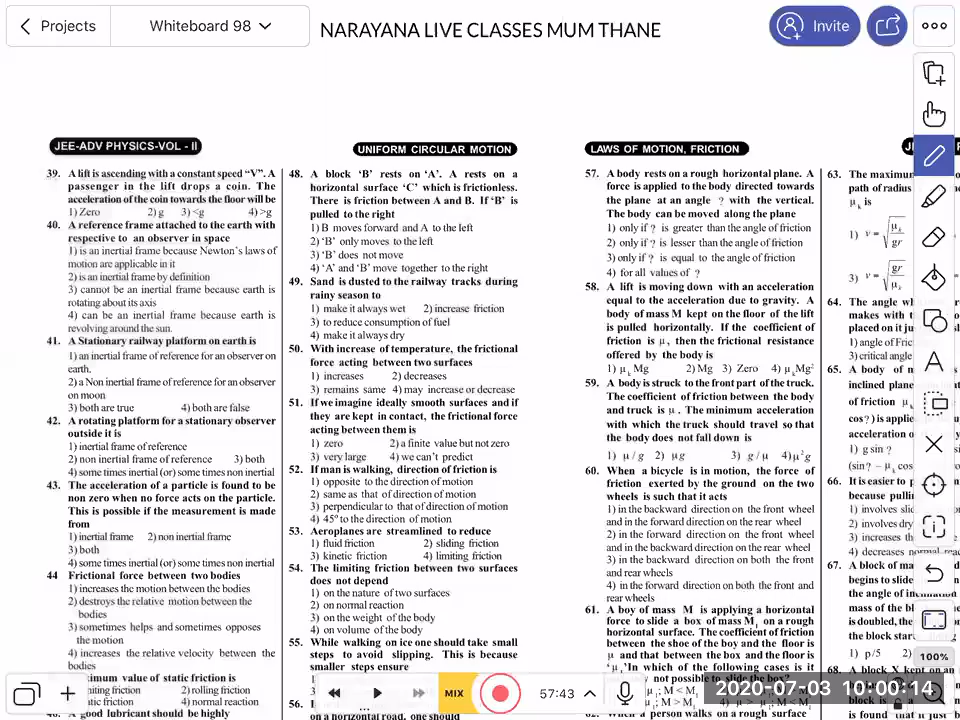 Projects
Whiteboard 98
NARAYANA LIVE CLASSES MUM THANE
Invite
JEE-ADV PHYSICS-VOL - II
39. A lift is ascending with a constant speed “V”. A
passenger in the lift drops a coin. The
acceleration of the coin towards the floor will be
1) Zero 2) g 3) <g 4) >g
40. A reference frame attached to the earth with
respective to an observer in space
1) is an inertial frame because Newton’s laws of
motion are applicable in it
2) is an inertial frame by definition
3) cannot be an inertial frame because earth is
rotating about its axis
4) can be an inertial frame because earth is
revolving around the sun.
41. A Stationary railway platform on earth is
1) an inertial frame of reference for an observer on
earth.
2) a Non inertial frame of reference for an observer
on moon
3) both are true 4) both are false
42. A rotating platform for a stationary observer
outside it is
1) inertial frame of reference
2) non inertial frame of reference 3) both
4) some times inertial (or) some times non inertial
43. The acceleration of a particle is found to be
non zero when no force acts on the particle.
This is possible if the measurement is made
from
1) inertial frame 2) non inertial frame
3) both
4) some times inertial (or) some times non inertial
44 Frictional force between two bodies
1) increases the motion between the bodies
2) destroys the relative motion between the
bodies
3) sometimes helps and sometimes opposes
the motion
4) increases the relative velocity between the
bodies
value of static friction is
friction 2) rolling friction
friction 4) normal reaction
good lubricant should be highly
UNIFORM CIRCULAR MOTION
48. A block ‘B’ rests on ‘A’. A rests on a
horizontal surface ‘C’ which is frictionless.
There is friction between A and B. If ‘B’ is
pulled to the right
1) B moves forward and A to the left
2) ‘B’ only moves to the left
3) ‘B’ does not move
4) ‘A’ and ‘B’ move together to the right
49. Sand is dusted to the railway tracks during
rainy season to
1) make it always wet 2) increase friction
3) to reduce consumption of fuel
4) make it always dry
50. With increase of temperature, the frictional
force acting between two surfaces
1) increases 2) decreases
3) remains same 4) may increase or decrease
51. If we imagine ideally smooth surfaces and if
they are kept in contact, the frictional force
acting between them is
1) zero 2) a finite value but not zero
3) very large 4) we can’t predict
52. If man is walking, direction of friction is
1) opposite to the direction of motion
2) same as that of direction of motion
3) perpendicular to that of direction of motion
4) 45° to the direction of motion
53. Aeroplanes are streamlined to reduce
1) fluid friction 2) sliding friction
3) kinetic friction 4) limiting friction
54. The limiting friction between two surfaces
does not depend
1) on the nature of two surfaces
2) on normal reaction
3) on the weight of the body
4) on volume of the body
55. While walking on ice one should take small
steps to avoid slipping. This is because
smaller steps ensure
56.
on a horizontal road, one should
LAWS OF MOTION, FRICTION
57. A body rests on a rough horizontal plane. A
force is applied to the body directed towards
the plane at an angle ? with the vertical.
The body can be moved along the plane
1) only if ? is greater than the angle of friction
2) only if ? is lesser than the angle of friction
3) only if ? is equal to the angle of friction
4) for all values of ?
58. A lift is moving down with an acceleration
equal to the acceleration due to gravity. A
body of mass M kept on the floor of the lift
is pulled horizontally. If the coefficient of
friction is μ, then the frictional resistance
offered by the body is
1) μkMg 2) Mg 3) Zero 4) μkMg²
59. A body is struck to the front part of the truck.
The coefficient of friction between the body
and truck is μ. The minimum acceleration
with which the truck should travel so that
the body does not fall down is
1) μ / g 2) μg 3) g / μ 4) μ²g
60. When a bicycle is in motion, the force of
friction exerted by the ground on the two
wheels is such that it acts
1) in the backward direction on the front wheel
and in the forward direction on the rear wheel
2) in the forward direction on the front wheel
and in the backward direction on the rear wheel
3) in the backward direction on both the front
and rear wheels
4) in the forward direction on both the front and
rear wheels
61. A boy of mass M is applying a horizontal
force to slide a box of mass M1 on a rough
horizontal surface. The coefficient of friction
between the shoe of the boy and the floor is
μ and that between the box and the floor is
'μ1'In which of the following cases is it
not possible to slide the box?
62. When a person walks on a rough surface
63. The maximum
path of radius
μk is
1) v = √(μk/gr)
3) v = √(gr/μk)
64. The angle
makes with
placed on it
1) angle of
3) critical angle
65. A body of
inclined plane
of friction μk
cos?) is
acceleration
1) g sin ?
66. It is easier to
because
1) involves
2) involves
3) increases
4) decreases
67. A block of
begins to slide
the angle of inclination
mass of the
is doubled, the
the block
1) p/5 2)
68. A block X kept on an
is found
100%
MIX
57:43
2020-07-03 10:00:14